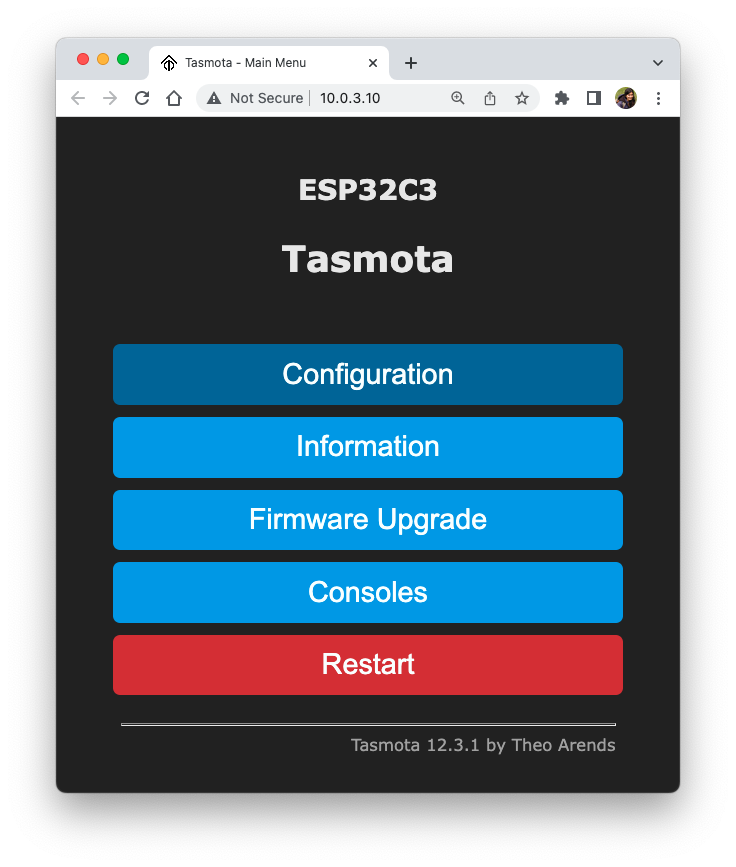 Tasmota - Main Menu
Not Secure 10.0.3.10
ESP32C3
Tasmota
Configuration
Information
Firmware Upgrade
Consoles
Restart
Tasmota 12.3.1 by Theo Arends